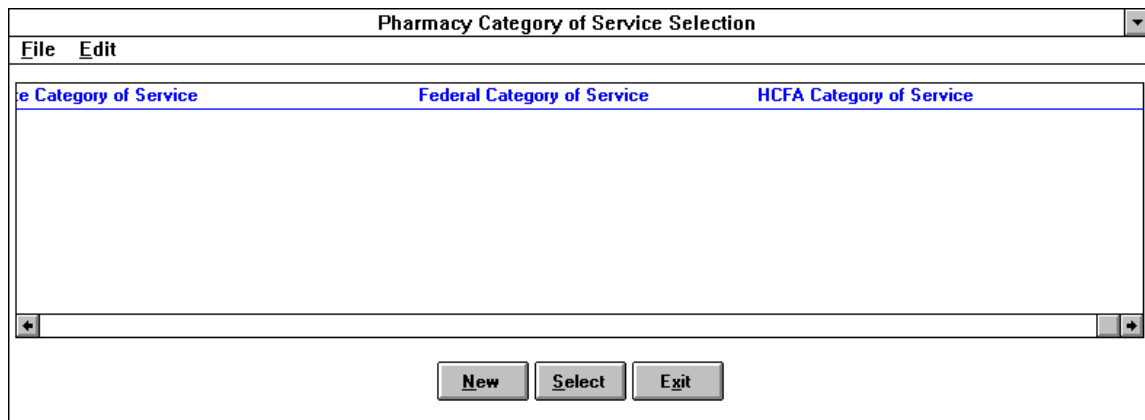 Pharmacy Category of Service Selection
File Edit
e Category of Service Federal Category of Service HCFA Category of Service
New Select Exit